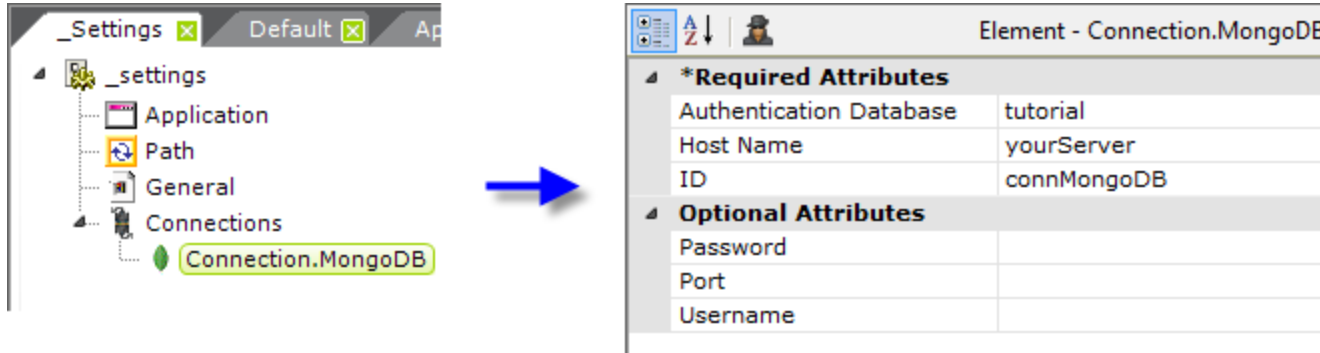 _Settings Default Ap
_settings
Application
Path
General
Connections
Connection.MongoDB
A Z Element - Connection.MongoDB
*Required Attributes
Authentication Database tutorial
Host Name yourServer
ID connMongoDB
Optional Attributes
Password
Port
Username